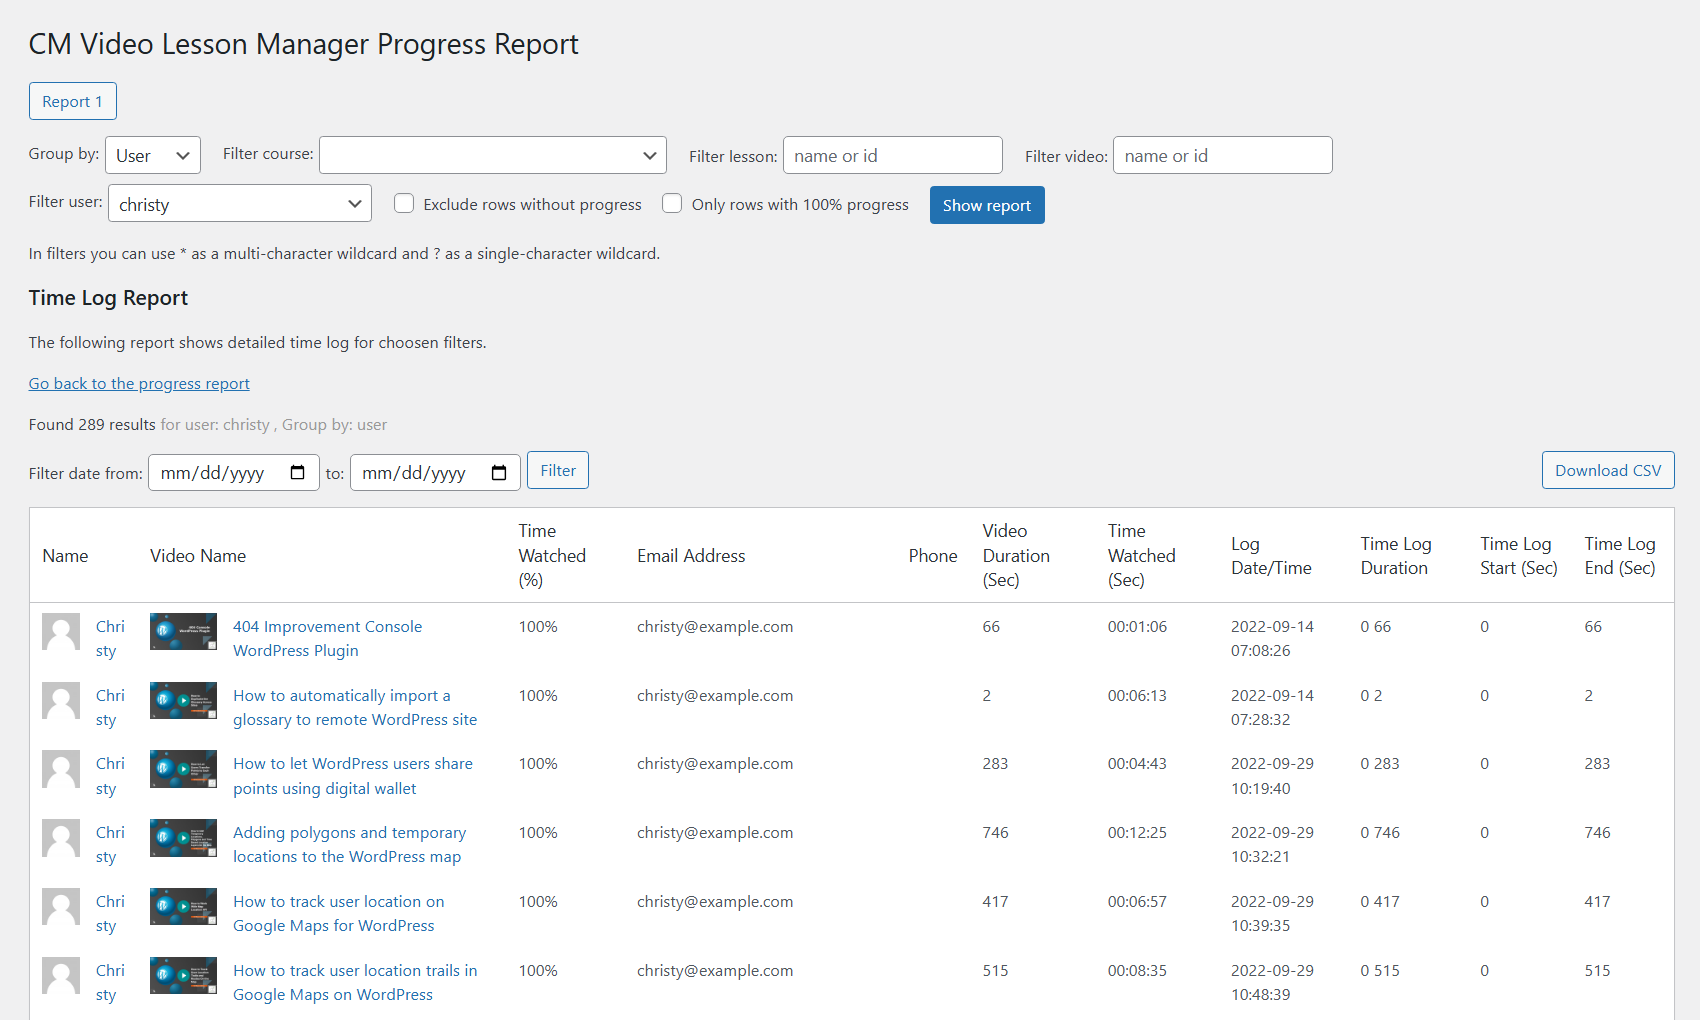 CM Video Lesson Manager Progress Report
Report 1
Group by: User Filter course: Filter lesson: name or id Filter video: name or id
Filter user: christy Exclude rows without progress Only rows with 100% progress Show report
In filters you can use * as a multi-character wildcard and ? as a single-character wildcard.
Time Log Report
The following report shows detailed time log for choosen filters.
Go back to the progress report
Found 289 results for user: christy , Group by: user
Filter date from: mm/dd/yyyy to: mm/dd/yyyy Filter Download CSV
Name Video Name Time Watched (%) Email Address Phone Video Duration (Sec) Time Watched (Sec) Log Date/Time Time Log Duration Time Log Start (Sec) Time Log End (Sec)
Chri 404 Improvement Console 100% christy@example.com 66 00:01:06 2022-09-14 0 66 0 66
sty WordPress Plugin 07:08:26
Chri How to automatically import a 100% christy@example.com 2 00:06:13 2022-09-14 0 2 0 2
sty glossary to remote WordPress site 07:28:32
Chri How to let WordPress users share 100% christy@example.com 283 00:04:43 2022-09-29 0 283 0 283
sty points using digital wallet 10:19:40
Chri Adding polygons and temporary 100% christy@example.com 746 00:12:25 2022-09-29 0 746 0 746
sty locations to the WordPress map 10:32:21
Chri How to track user location on 100% christy@example.com 417 00:06:57 2022-09-29 0 417 0 417
sty Google Maps for WordPress 10:39:35
Chri How to track user location trails in 100% christy@example.com 515 00:08:35 2022-09-29 0 515 0 515
sty Google Maps on WordPress 10:48:39